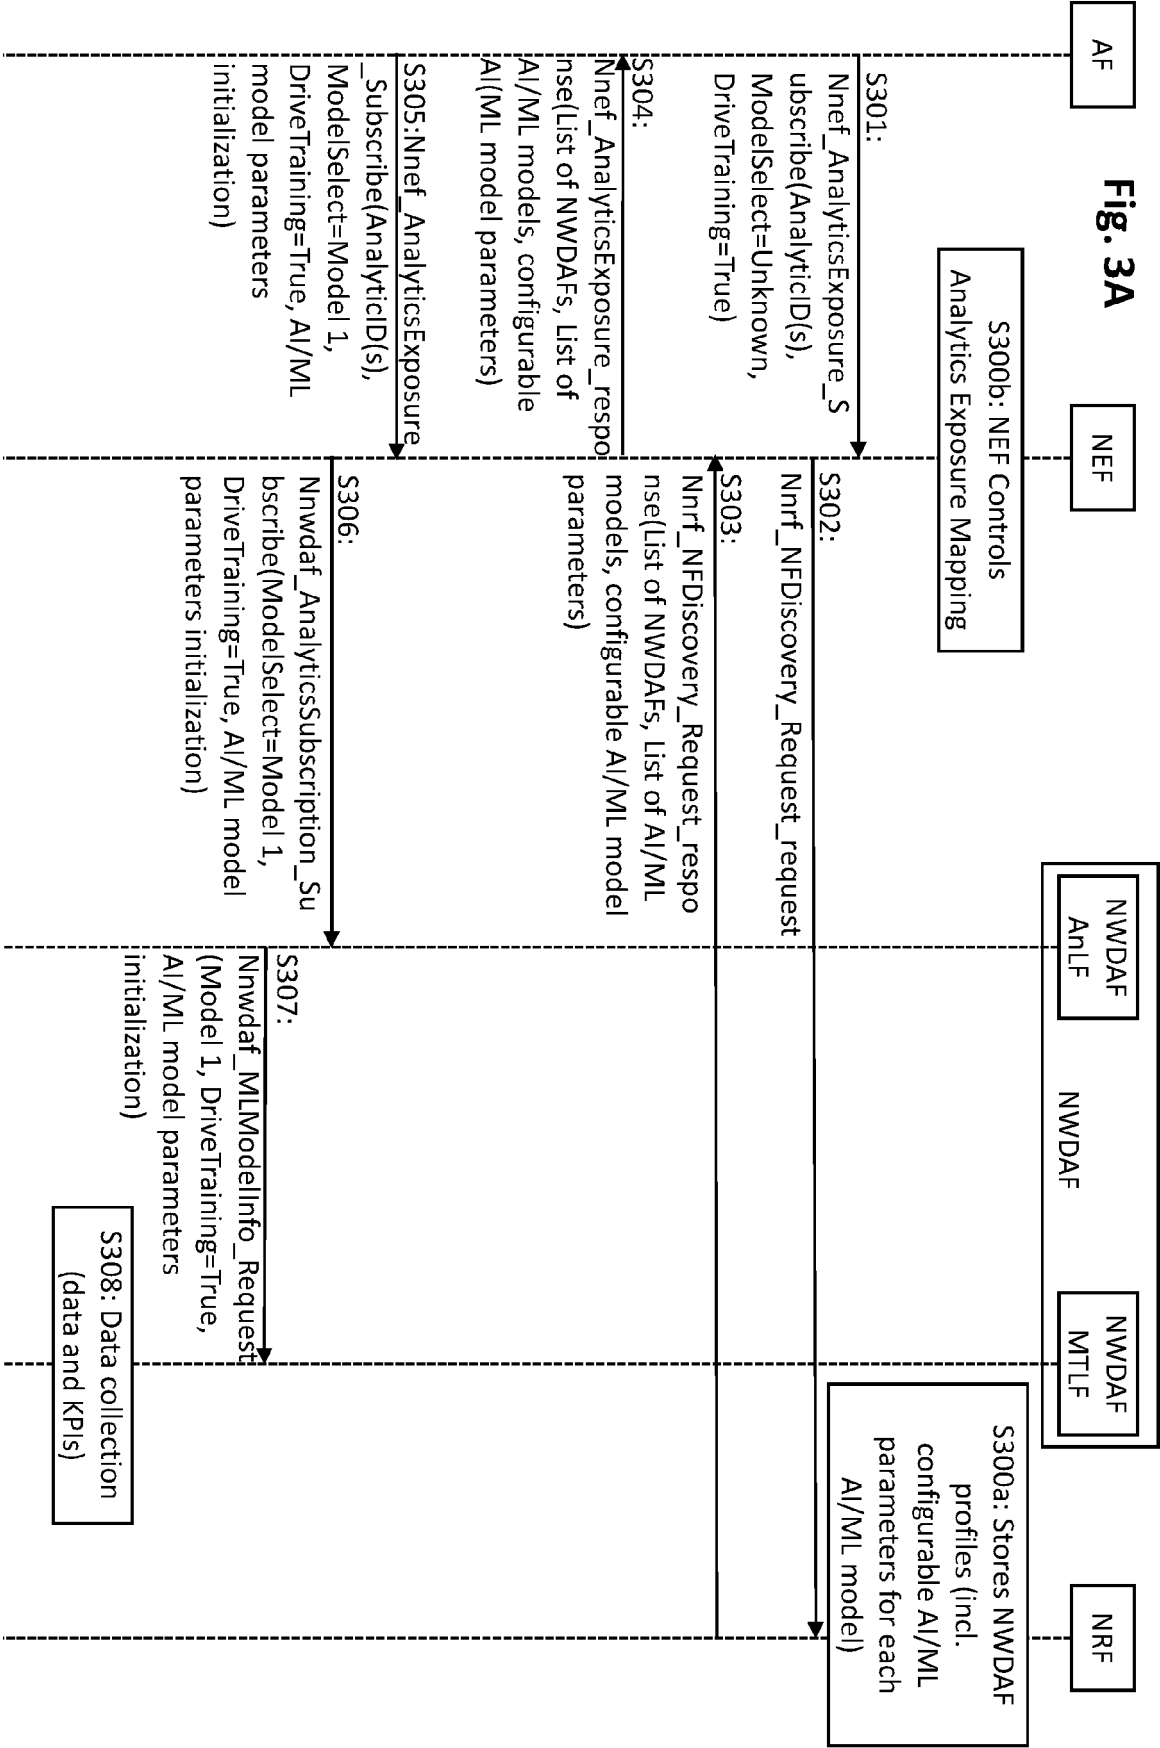 Fig. 3A
AF
NEF
NWDAF
AnLF
NWDAF
NWDAF
MTLF
NRF
S300a: Stores NWDAF
profiles (incl.
configurable AI/ML
parameters for each
AI/ML model)
S300b: NEF Controls
Analytics Exposure Mapping
S301:
Nnef_AnalyticsExposure_S
ubscribe(AnalyticID(s),
ModelSelect=Unknown,
DriveTraining=True)
S302:
Nnrf_NFDiscovery_Request_request
S303:
Nnrf_NFDiscovery_Request_respo
nse(List of NWDAFs, List of AI/ML
models, configurable AI/ML model
parameters)
S304:
Nnef_AnalyticsExposure_respo
nse(List of NWDAFs, List of
AI/ML models, configurable
AI(ML model parameters)
S305:Nnef_AnalyticsExposure
_Subscribe(AnalyticID(s),
ModelSelect=Model 1,
DriveTraining=True, AI/ML
model parameters
initialization)
S306:
Nnwdaf_AnalyticsSubscription_Su
bscribe(ModelSelect=Model 1,
DriveTraining=True, AI/ML model
parameters initialization)
S307:
Nnwdaf_MLModelInfo_Request
(Model 1, DriveTraining=True,
AI/ML model parameters
initialization)
S308: Data collection
(data and KPIs)